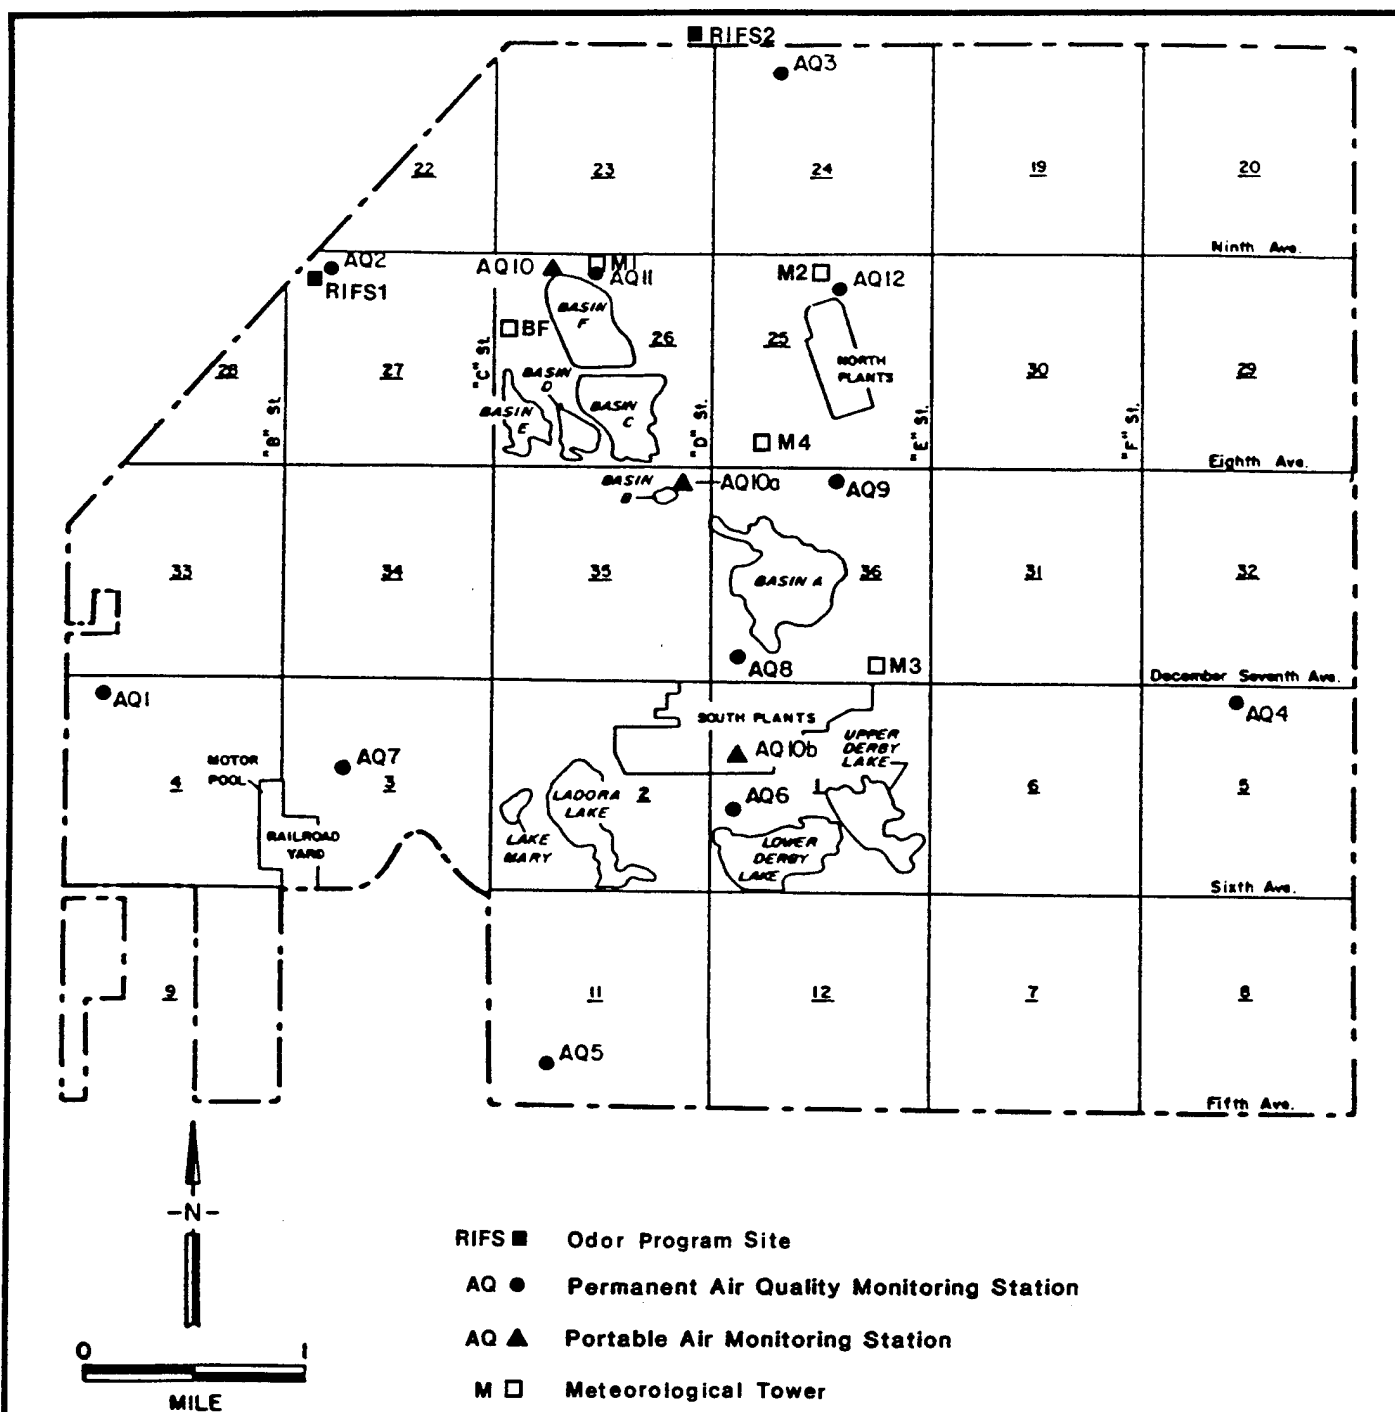 RIFS2
AQ3
22
23
24
19
20
Ninth Ave.
AQ2
RIFS1
AQ10
M1
AQ11
M2
AQ12
BF
BASIN
F
26
25
NORTH
PLANTS
28
27
"C" St.
BASIN
D
BASIN
E
BASIN
C
30
29
"B" St.
"D" St.
"E" St.
"F" St.
M4
Eighth Ave.
BASIN
B
AQ10a
AQ9
33
34
35
BASIN A
36
31
32
AQ8
M3
December Seventh Ave.
AQ1
SOUTH PLANTS
AQ4
AQ10b
UPPER
DERBY
LAKE
MOTOR
POOL
AQ7
4
3
LADORA
LAKE
2
AQ6
1
6
5
RAILROAD
YARD
LAKE
MARY
LOWER
DERBY
LAKE
Sixth Ave.
9
11
12
7
8
AQ5
Fifth Ave.
-N-
0 1
MILE
RIFS ■ Odor Program Site
AQ ● Permanent Air Quality Monitoring Station
AQ ▲ Portable Air Monitoring Station
M □ Meteorological Tower